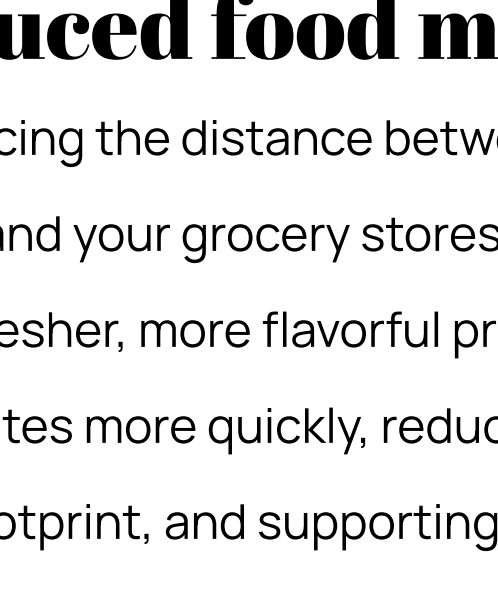 uced food m
cing the distance betw
and your grocery stores
esher, more flavorful pr
tes more quickly, reduc
otprint, and supporting